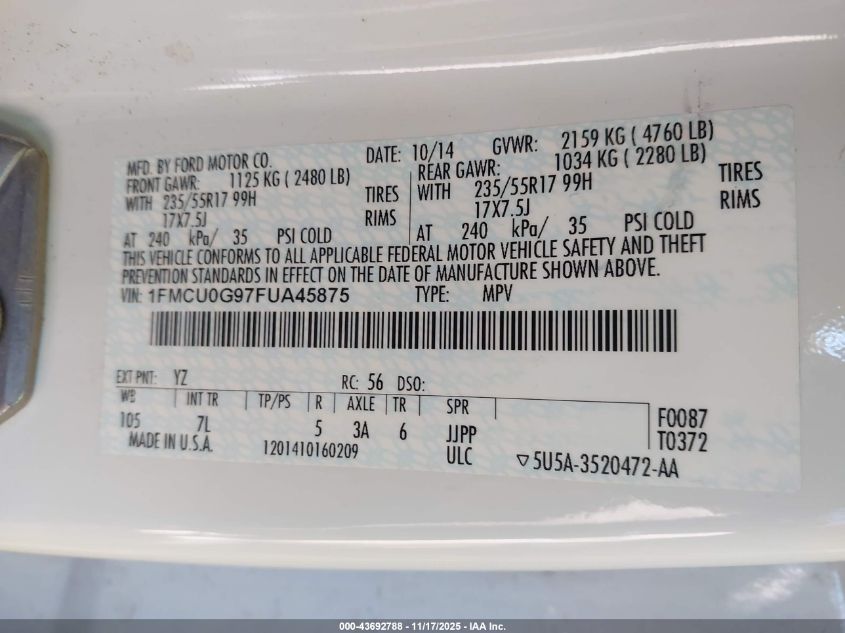 MFD. BY FORD MOTOR CO. DATE: 10/14 GVWR: 2159 KG ( 4760 LB)
FRONT GAWR: 1125 KG ( 2480 LB) REAR GAWR: 1034 KG ( 2280 LB)
WITH 235/55R17 99H TIRES WITH 235/55R17 99H TIRES
17X7.5J RIMS 17X7.5J RIMS
AT 240 kPa/ 35 PSI COLD AT 240 kPa/ 35 PSI COLD
THIS VEHICLE CONFORMS TO ALL APPLICABLE FEDERAL MOTOR VEHICLE SAFETY AND THEFT
PREVENTION STANDARDS IN EFFECT ON THE DATE OF MANUFACTURE SHOWN ABOVE.
VIN: 1FMCU0G97FUA45875 TYPE: MPV
EXT PNT: YZ RC: 56 DSO:
WB INT TR TP/PS R AXLE TR SPR F0087
105 7L 5 3A 6 JJPP T0372
MADE IN U.S.A. 1201410160209 ULC ▽5U5A-3520472-AA
000-43692788 - 11/17/2025 - IAA Inc.